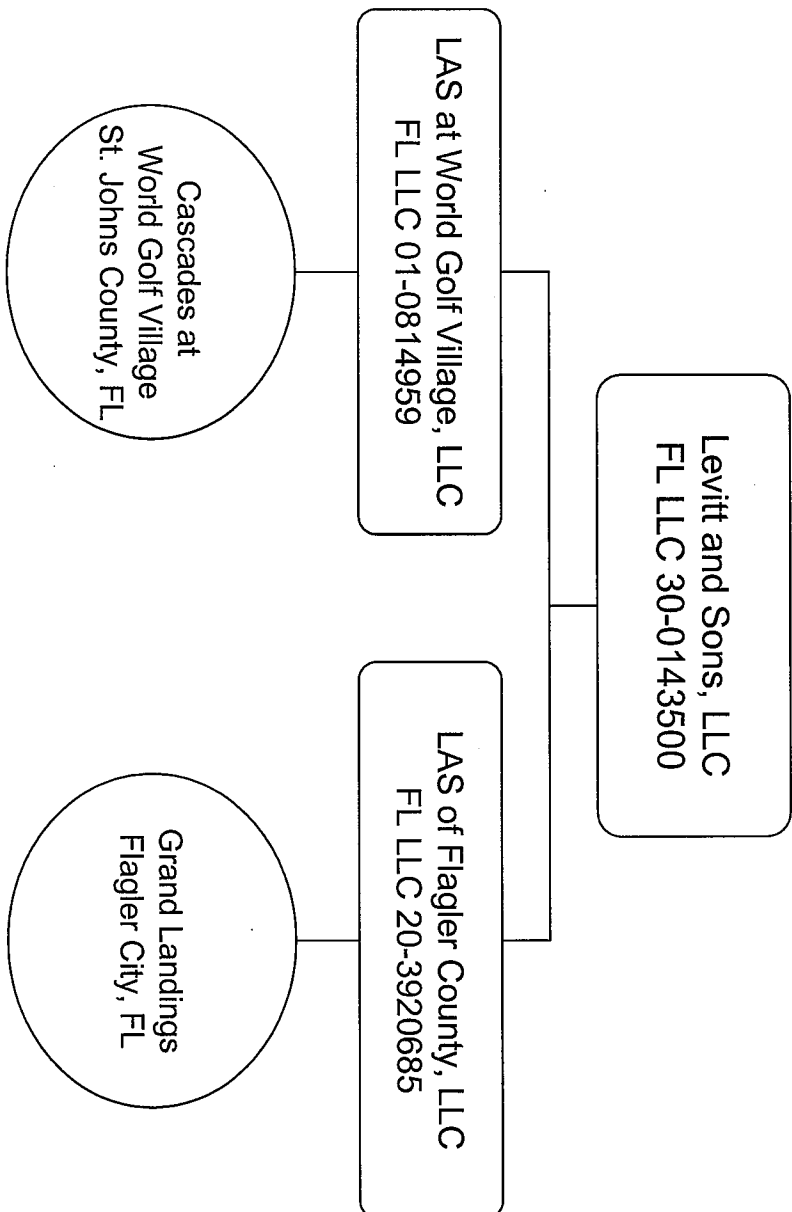 Levitt and Sons, LLC
FL LLC 30-0143500
LAS at World Golf Village, LLC
FL LLC 01-0814959
LAS of Flagler County, LLC
FL LLC 20-3920685
Cascades at
World Golf Village
St. Johns County, FL
Grand Landings
Flagler City, FL